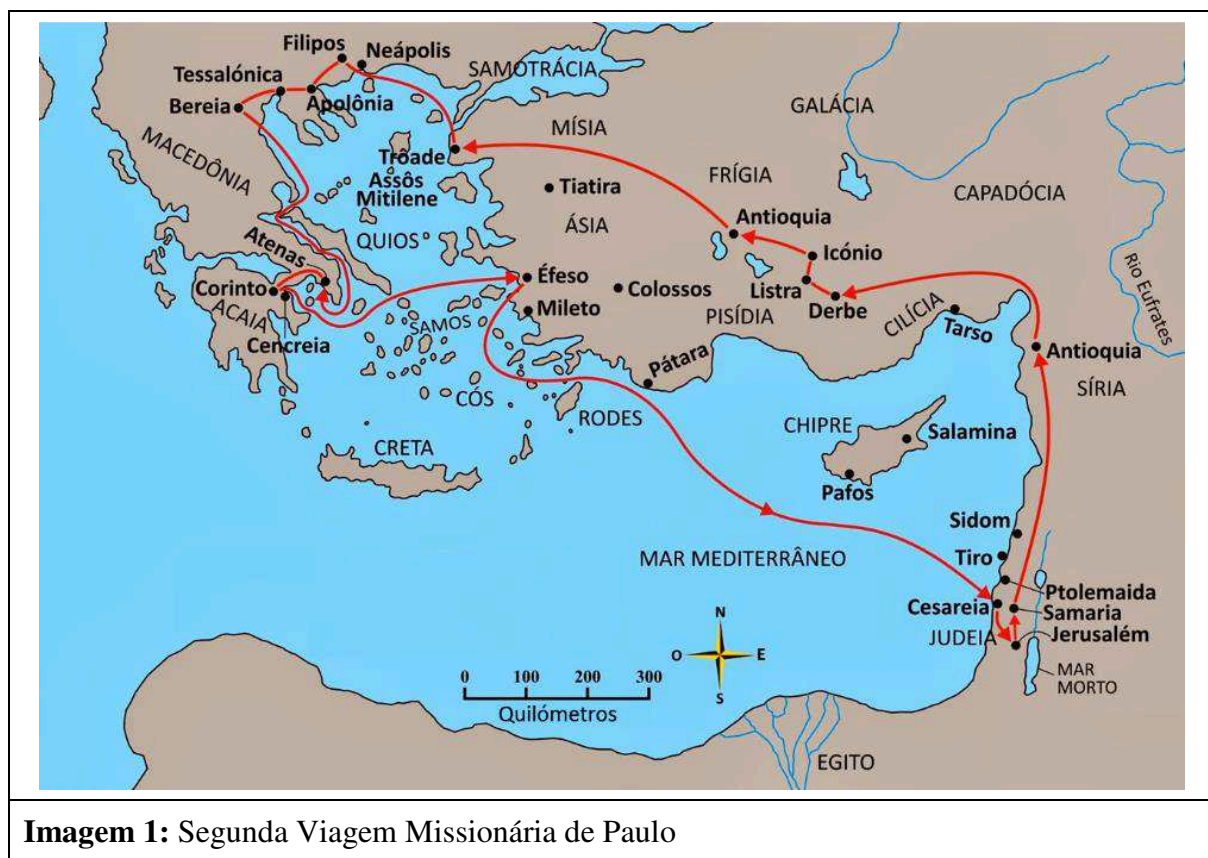 Filipos
Neápolis
SAMOTRÁCIA
Tessalónica
GALÁCIA
Bereia
Apolônia
MÍSIA
MACEDÔNIA
Trôade
FRÍGIA
CAPADÓCIA
Assôs
Tiatira
Mitilene
Antioquia
ÁSIA
QUIOS
Icónio
Atenas
Rio Eufrates
Éfeso
Corinto
Colossos
Listra
ACAIA
Mileto
PISÍDIA
Derbe
CILÍCIA
SAMOS
Tarso
Cencreia
Antioquia
Pátara
SÍRIA
CÓS
RODES
CHIPRE
Salamina
CRETA
Pafos
Sidom
MAR MEDITERRÂNEO
Tiro
Ptolemaida
Cesareia
Samaria
N
JUDEIA
Jerusalém
O
E
MAR
MORTO
0 100 200 300
S
Quilómetros
EGITO
Imagem 1: Segunda Viagem Missionária de Paulo